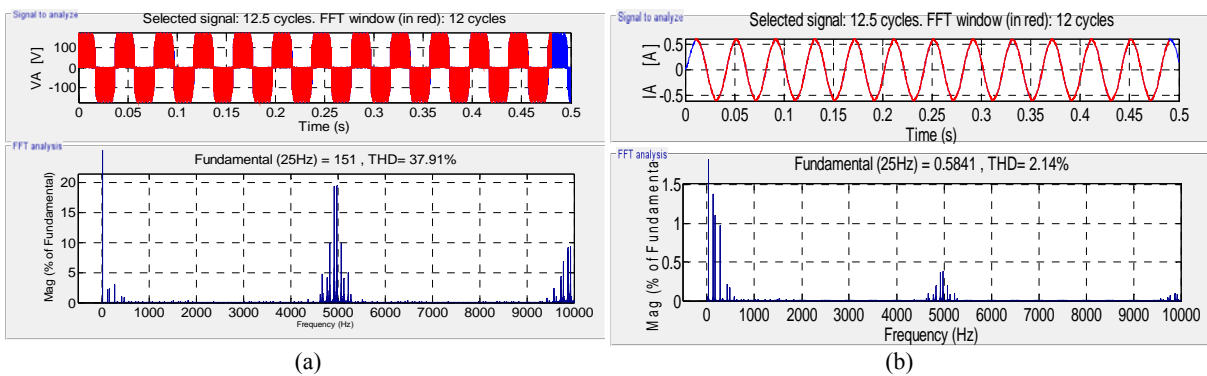 Signal to analyze
Selected signal: 12.5 cycles. FFT window (in red): 12 cycles
VA [V]
100
0
-100
0 0.05 0.1 0.15 0.2 0.25 0.3 0.35 0.4 0.45 0.5
Time (s)
FFT analysis
Fundamental (25Hz) = 151 , THD= 37.91%
Mag (% of Fundamental)
20
15
10
5
0
0 1000 2000 3000 4000 5000 6000 7000 8000 9000 10000
Frequency (Hz)
(a)
Signal to analyze
Selected signal: 12.5 cycles. FFT window (in red): 12 cycles
IA [A]
0.5
0
-0.5
0 0.05 0.1 0.15 0.2 0.25 0.3 0.35 0.4 0.45 0.5
Time (s)
FFT analysis
Fundamental (25Hz) = 0.5841 , THD= 2.14%
Mag (% of Fundamenta
1.5
1
0.5
0
0 1000 2000 3000 4000 5000 6000 7000 8000 9000 10000
Frequency (Hz)
(b)